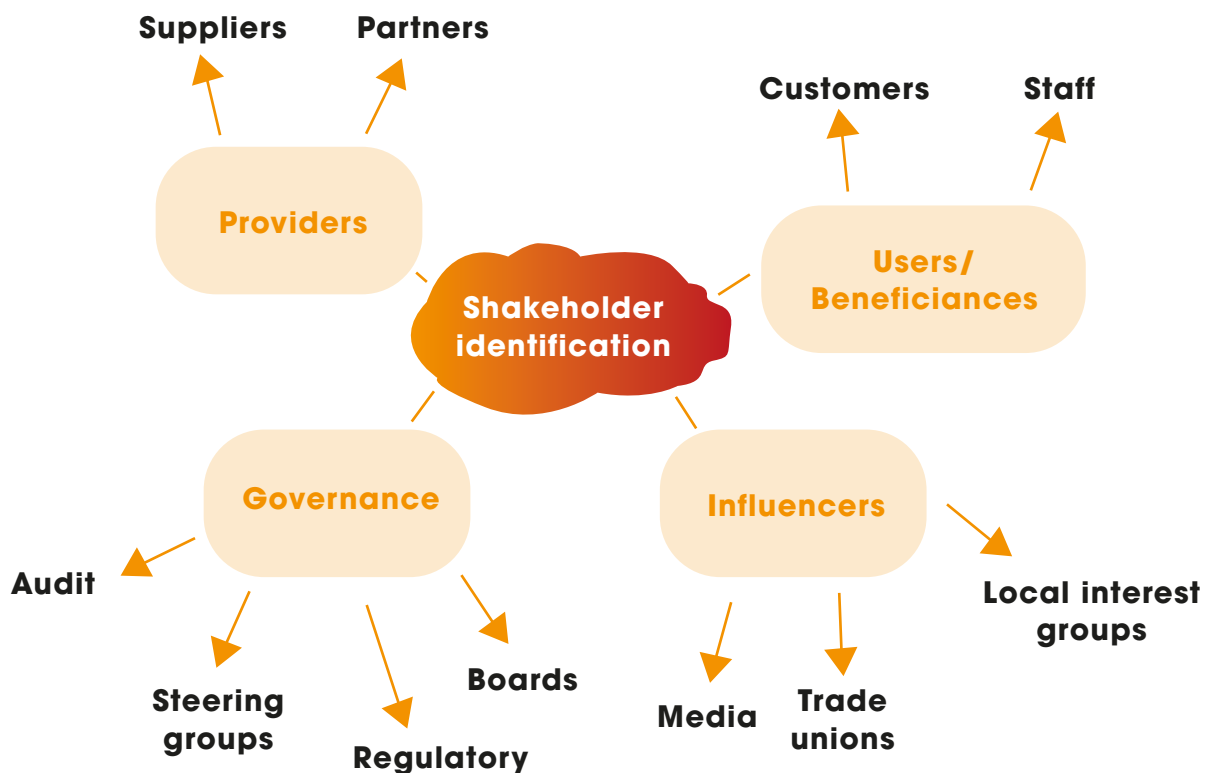 Suppliers
Partners
Customers
Staff
Providers
Users/
Beneficiances
Shakeholder
identification
Governance
Influencers
Audit
Local interest
groups
Boards
Steering
groups
Media
Trade
unions
Regulatory